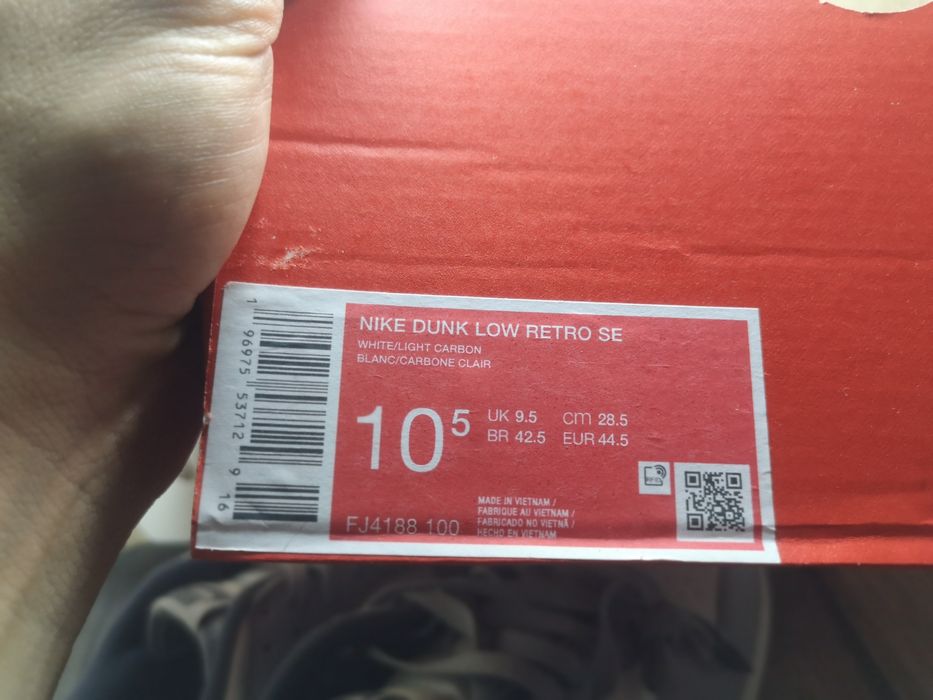 1 96975 53712 9 16
NIKE DUNK LOW RETRO SE
WHITE/LIGHT CARBON
BLANC/CARBONE CLAIR
10 5
UK 9.5 cm 28.5
BR 42.5 EUR 44.5
RFID
MADE IN VIETNAM /
FABRIQUE AU VIETNAM /
FABRICADO NO VIETNÃ /
HECHO EN VIETNAM
FJ4188 100